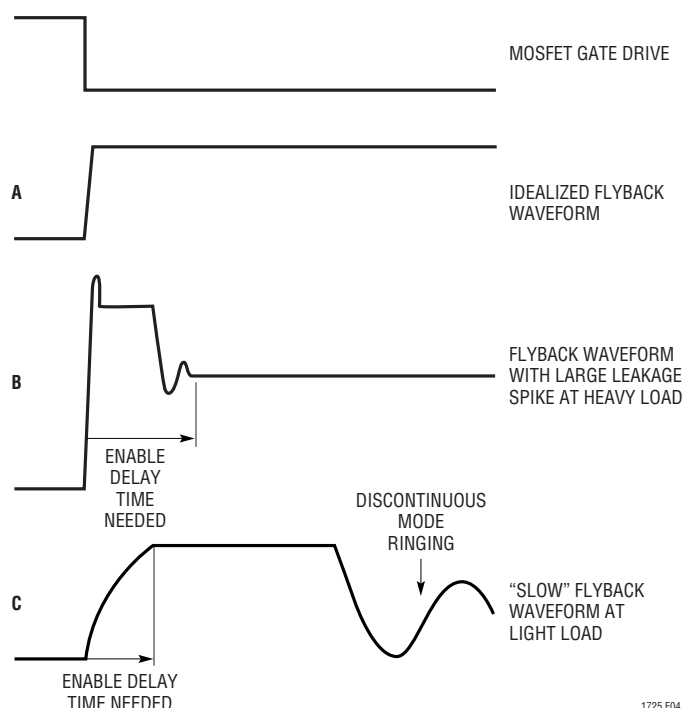 MOSFET GATE DRIVE
A
IDEALIZED FLYBACK
WAVEFORM
B
FLYBACK WAVEFORM
WITH LARGE LEAKAGE
SPIKE AT HEAVY LOAD
ENABLE
DELAY
TIME
NEEDED
DISCONTINUOUS
MODE
RINGING
C
“SLOW” FLYBACK
WAVEFORM AT
LIGHT LOAD
ENABLE DELAY
TIME NEEDED
1725 F04